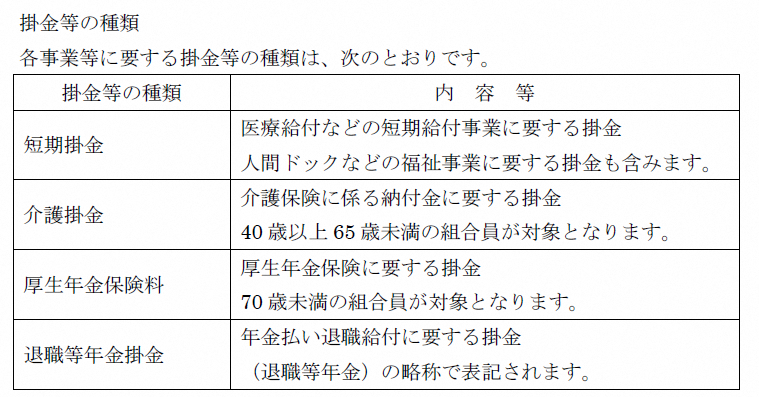 掛金等の種類
各事業等に要する掛金等の種類は、次のとおりです。
掛金等の種類
内　容　等
短期掛金
医療給付などの短期給付事業に要する掛金
人間ドックなどの福祉事業に要する掛金も含みます。
介護掛金
介護保険に係る納付金に要する掛金
40歳以上65歳未満の組合員が対象となります。
厚生年金保険料
厚生年金保険に要する掛金
70歳未満の組合員が対象となります。
退職等年金掛金
年金払い退職給付に要する掛金
（退職等年金）の略称で表記されます。